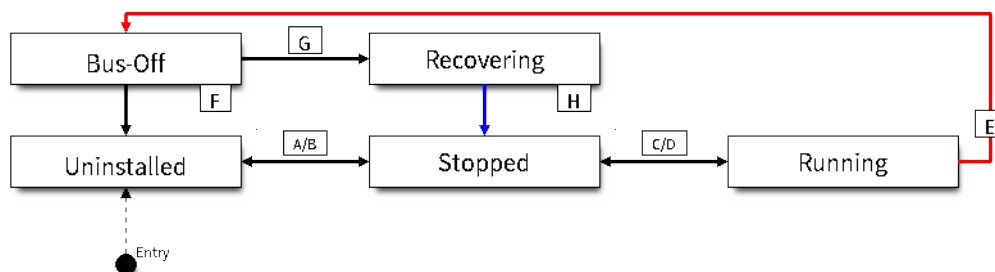 G
Bus-Off
Recovering
F
H
E
A/B
C/D
Uninstalled
Stopped
Running
Entry